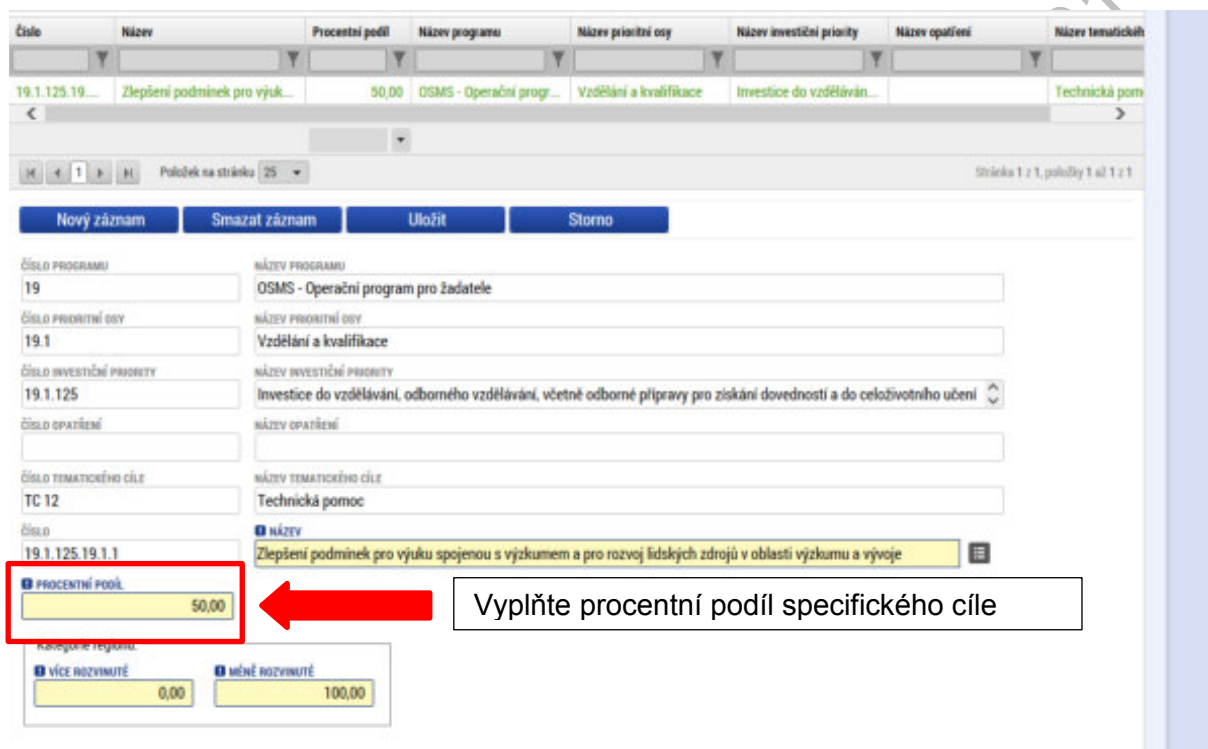 Číslo Název Procentní podíl Název programu Název prioritní osy Název investiční priority Název opatření Název tematickéh
19.1.125.19.... Zlepšení podmínek pro výuk... 50,00 OSMS - Operační progr... Vzdělání a kvalifikace Investice do vzděláván... Technická pom
1 Položek na stránku 25 Stránka 1 z 1, položky 1 až 1 z 1
Nový záznam Smazat záznam Uložit Storno
ČÍSLO PROGRAMU NÁZEV PROGRAMU
19 OSMS - Operační program pro žadatele
ČÍSLO PRIORITNÍ OSY NÁZEV PRIORITNÍ OSY
19.1 Vzdělání a kvalifikace
ČÍSLO INVESTIČNÍ PRIORITY NÁZEV INVESTIČNÍ PRIORITY
19.1.125 Investice do vzdělávání, odborného vzdělávání, včetně odborné přípravy pro získání dovedností a do celoživotního učení
ČÍSLO OPATŘENÍ NÁZEV OPATŘENÍ
ČÍSLO TEMATICKÉHO CÍLE NÁZEV TEMATICKÉHO CÍLE
TC 12 Technická pomoc
ČÍSLO NÁZEV
19.1.125.19.1.1 Zlepšení podmínek pro výuku spojenou s výzkumem a pro rozvoj lidských zdrojů v oblasti výzkumu a vývoje
PROCENTNÍ PODÍL
50,00
Vyplňte procentní podíl specifického cíle
Kategorie regionů:
VÍCE ROZVINUTÉ MÉNĚ ROZVINUTÉ
0,00 100,00